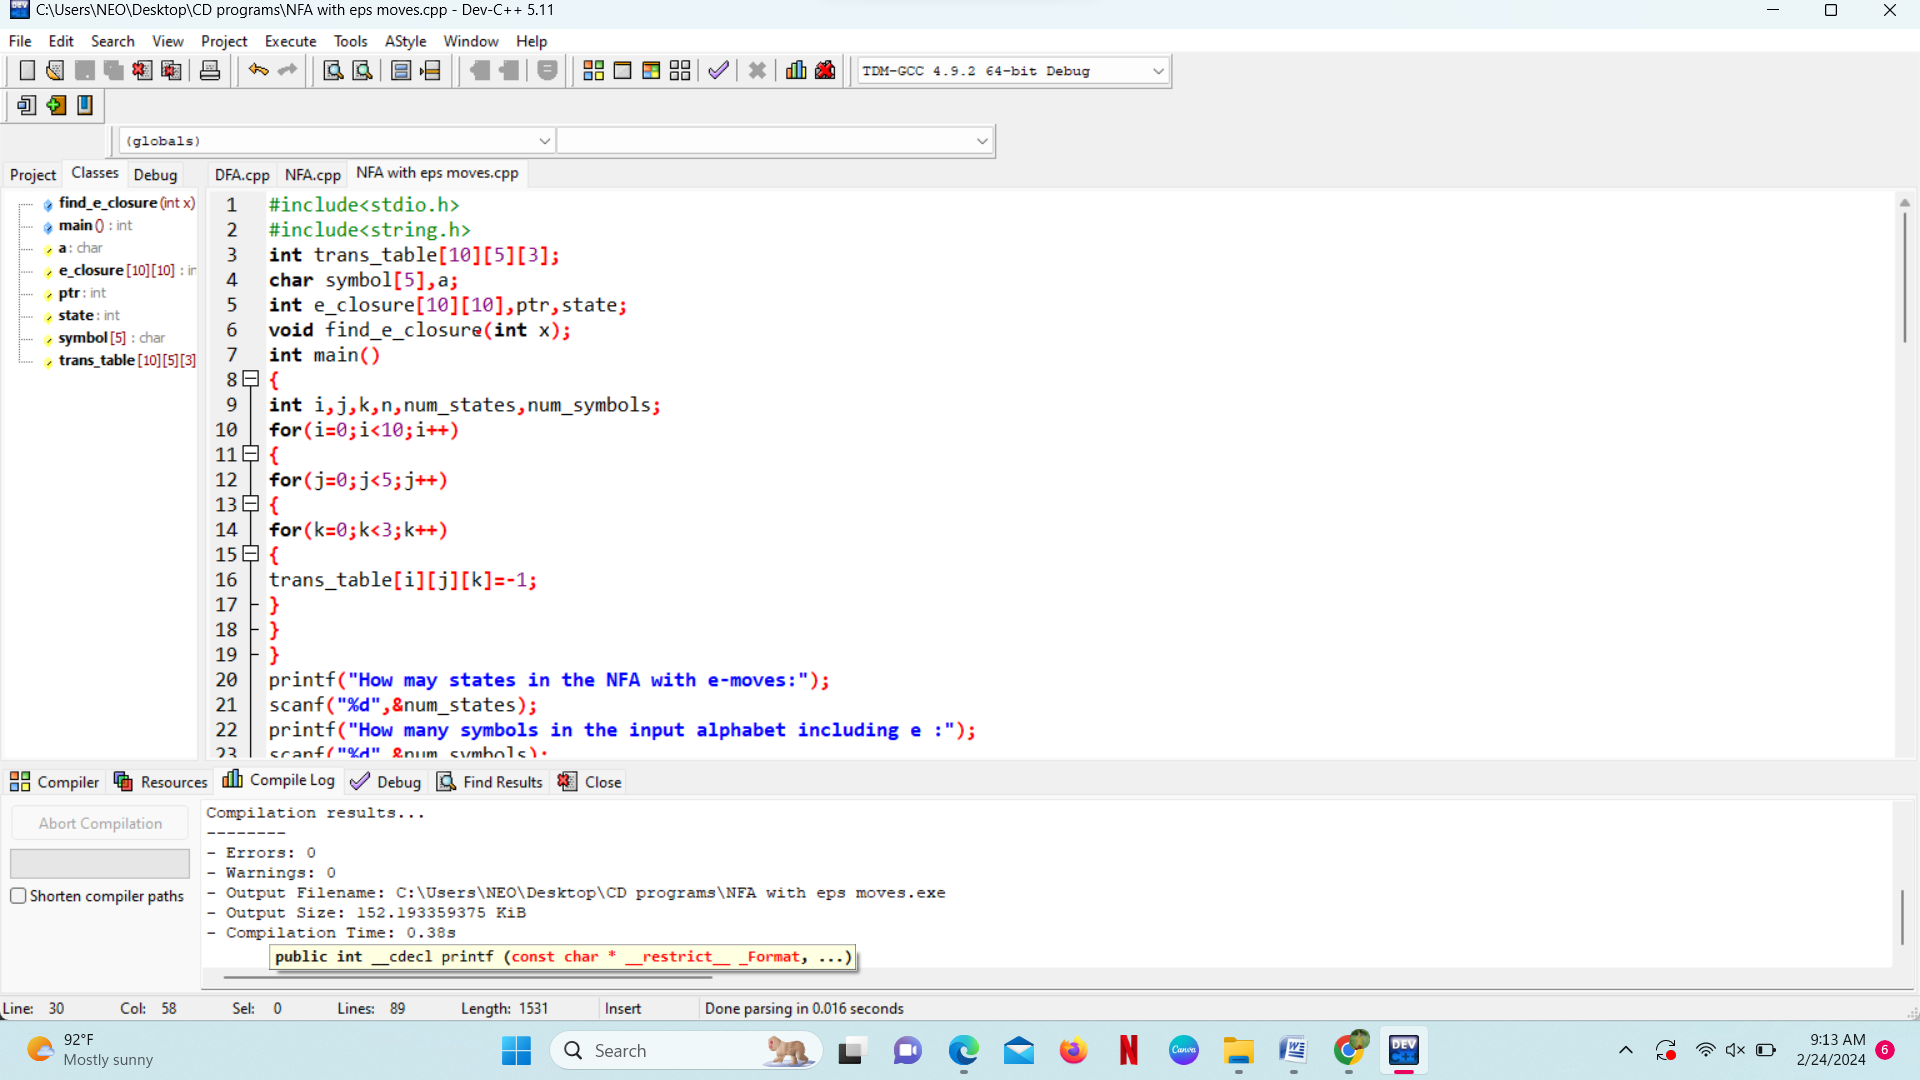 C:\Users\NEO\Desktop\CD programs\NFA with eps moves.cpp - Dev-C++ 5.11
File Edit Search View Project Execute Tools AStyle Window Help
TDM-GCC 4.9.2 64-bit Debug
(globals)
Project Classes Debug
DFA.cpp NFA.cpp NFA with eps moves.cpp
find_e_closure (int x)
main () : int
a : char
e_closure [10][10] : in
ptr : int
state : int
symbol [5] : char
trans_table [10][5][3]
1 #include<stdio.h>
2 #include<string.h>
3 int trans_table[10][5][3];
4 char symbol[5],a;
5 int e_closure[10][10],ptr,state;
6 void find_e_closure(int x);
7 int main()
8 {
9 int i,j,k,n,num_states,num_symbols;
10 for(i=0;i<10;i++)
11 {
12 for(j=0;j<5;j++)
13 {
14 for(k=0;k<3;k++)
15 {
16 trans_table[i][j][k]=-1;
17 }
18 }
19 }
20 printf("How may states in the NFA with e-moves:");
21 scanf("%d",&num_states);
22 printf("How many symbols in the input alphabet including e :");
23 scanf("%d",&num_symbols);
Compiler Resources Compile Log Debug Find Results Close
Abort Compilation
Shorten compiler paths
Compilation results...
--------
- Errors: 0
- Warnings: 0
- Output Filename: C:\Users\NEO\Desktop\CD programs\NFA with eps moves.exe
- Output Size: 152.193359375 KiB
- Compilation Time: 0.38s
public int __cdecl printf (const char * __restrict__ _Format, ...)
Line: 30 Col: 58 Sel: 0 Lines: 89 Length: 1531 Insert Done parsing in 0.016 seconds
92°F
Mostly sunny
Search
N
Canva
W
DEV
C++
9:13 AM
2/24/2024
6